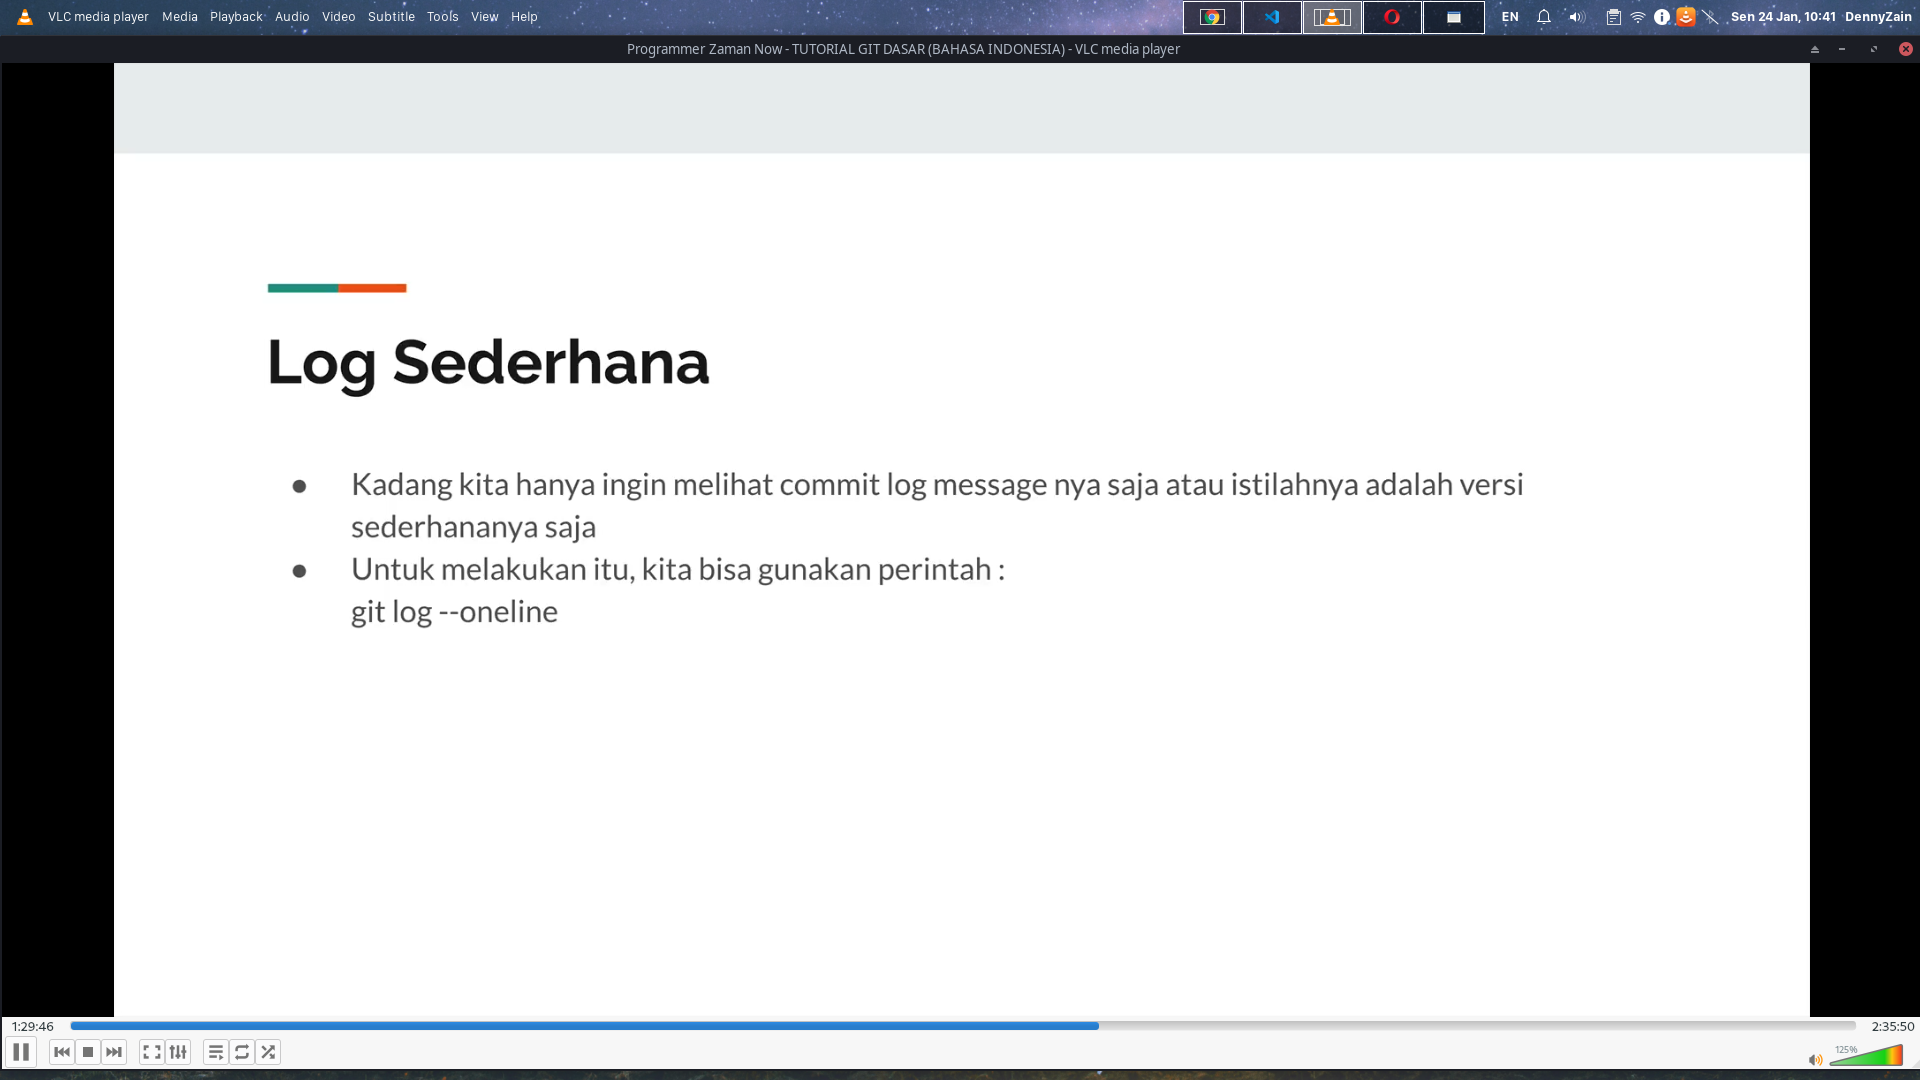 VLC media player Media Playback Audio Video Subtitle Tools View Help EN Sen 24 Jan, 10:41 DennyZain
Programmer Zaman Now - TUTORIAL GIT DASAR (BAHASA INDONESIA) - VLC media player
Log Sederhana
● Kadang kita hanya ingin melihat commit log message nya saja atau istilahnya adalah versi
sederhananya saja
● Untuk melakukan itu, kita bisa gunakan perintah :
git log --oneline
1:29:46 2:35:50
125%